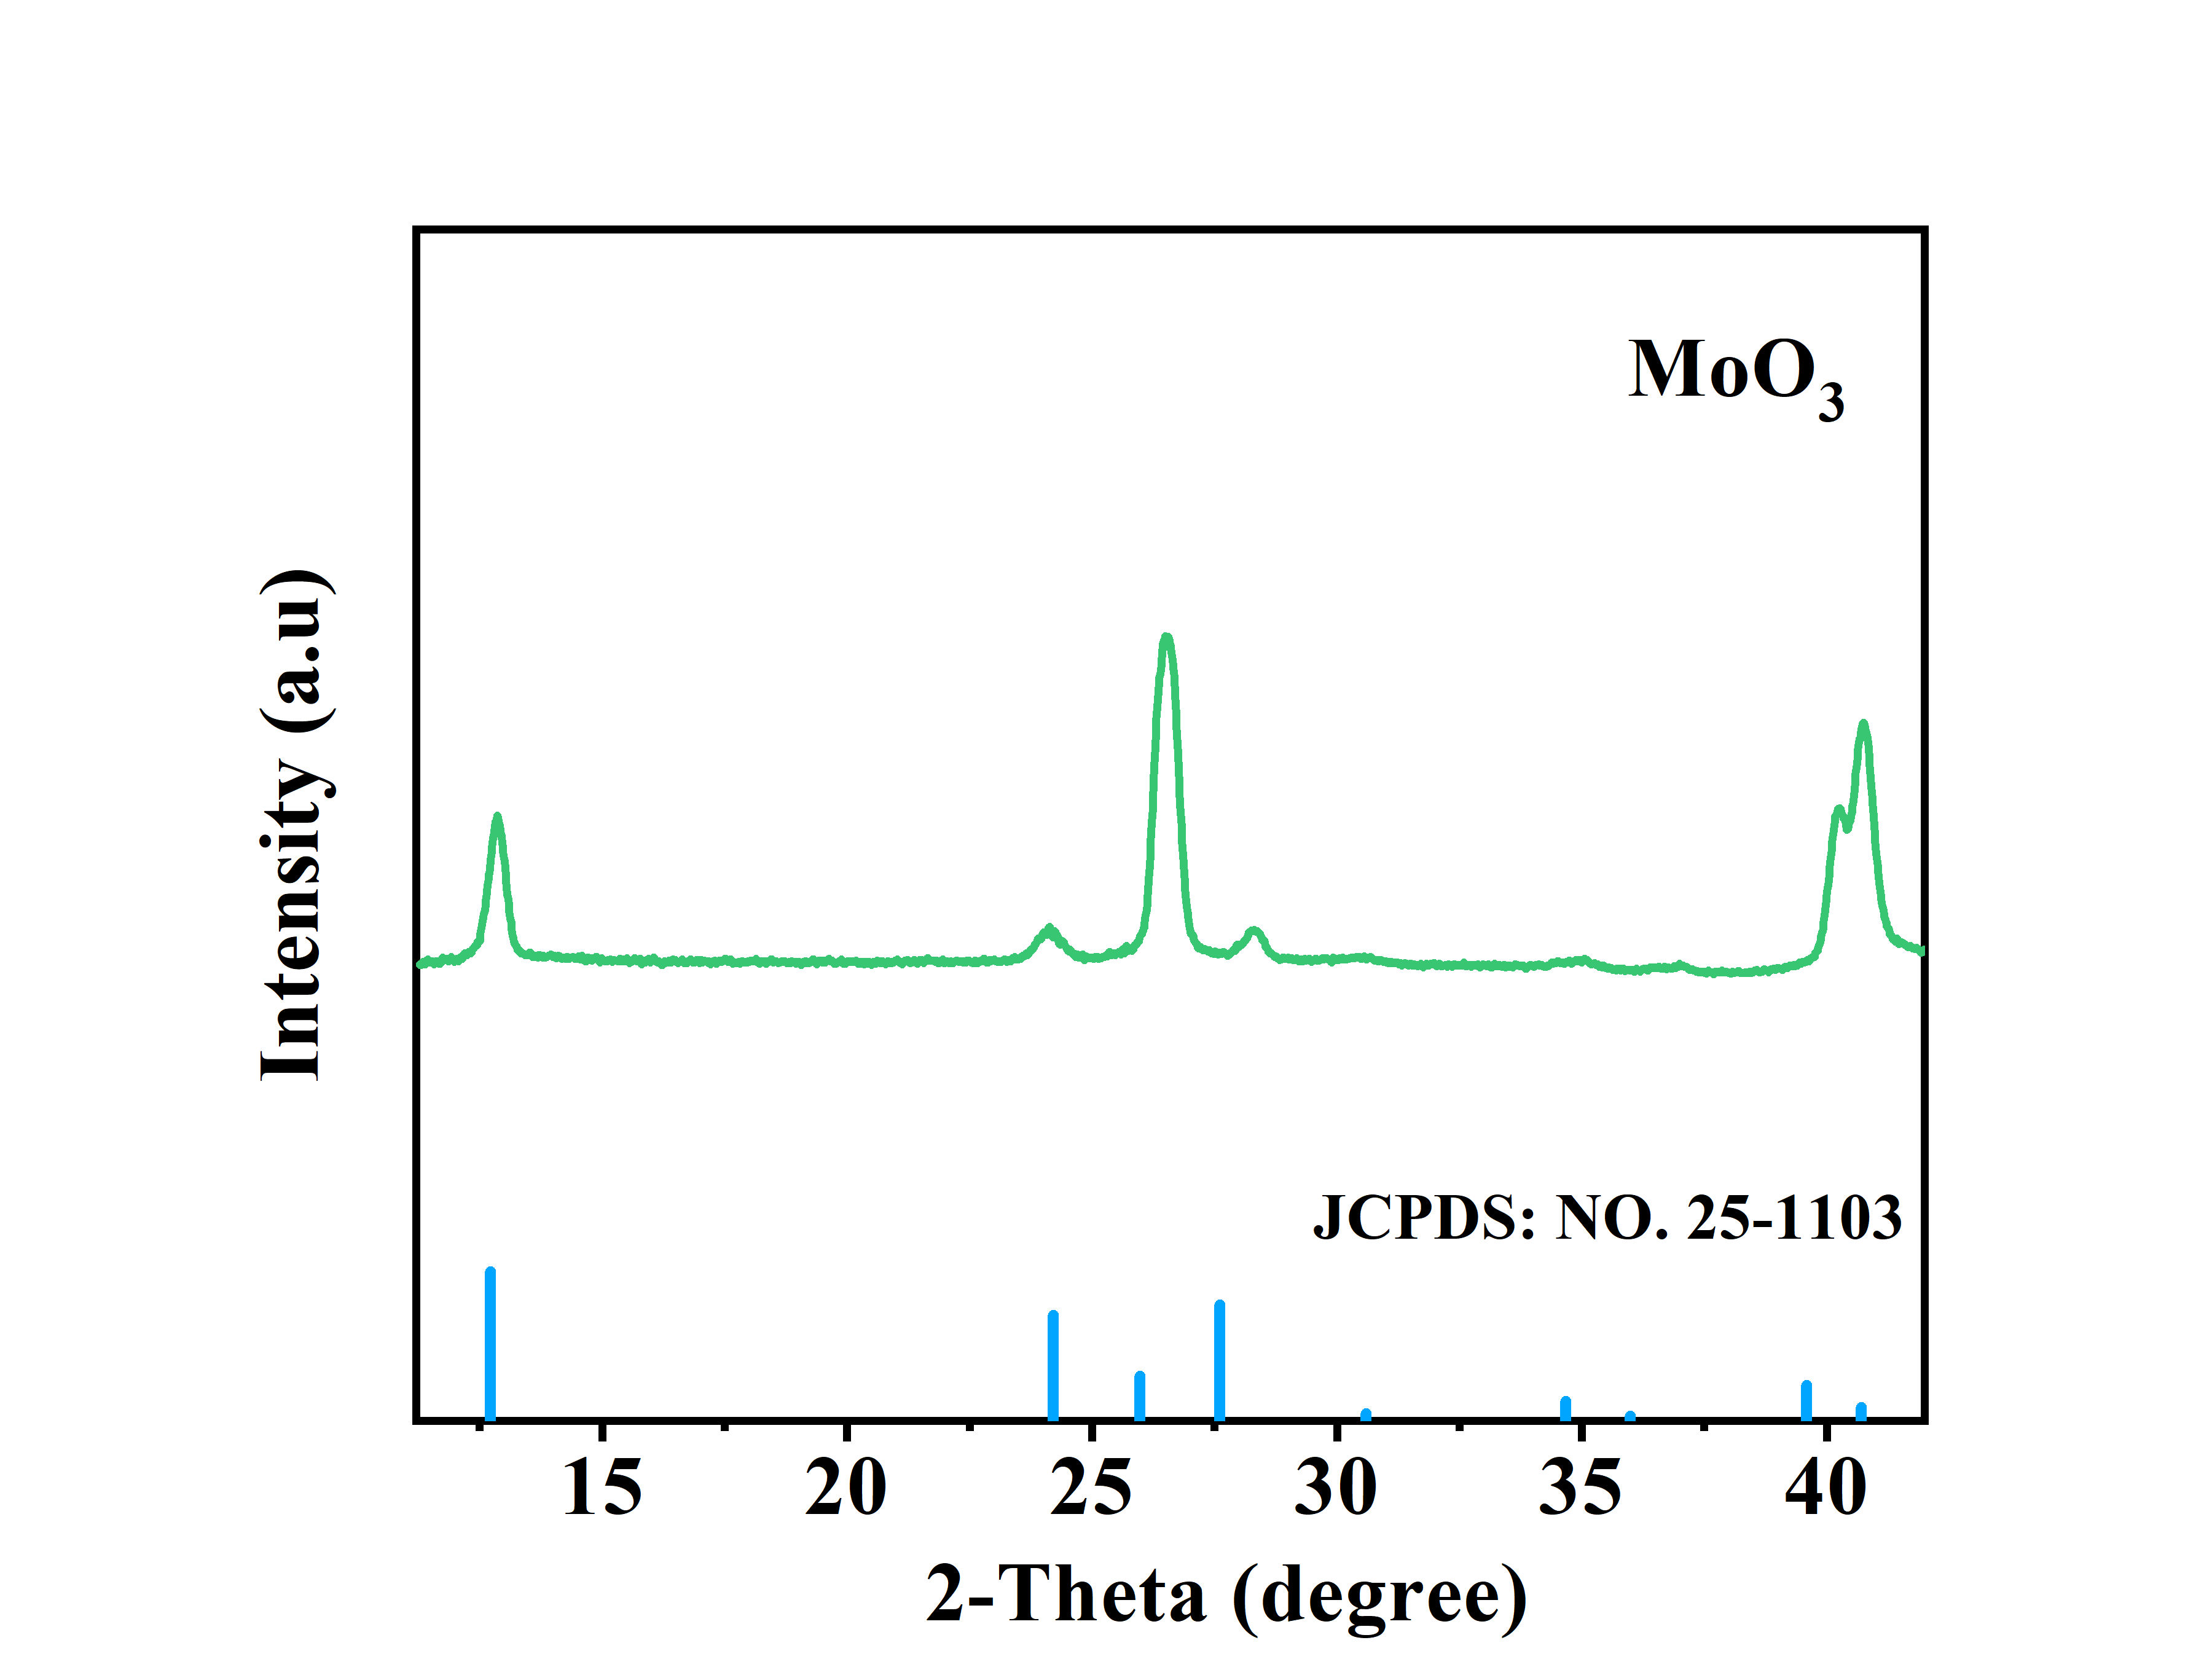 MoO₃
Intensity (a.u)
JCPDS: NO. 25-1103
15 20 25 30 35 40
2-Theta (degree)